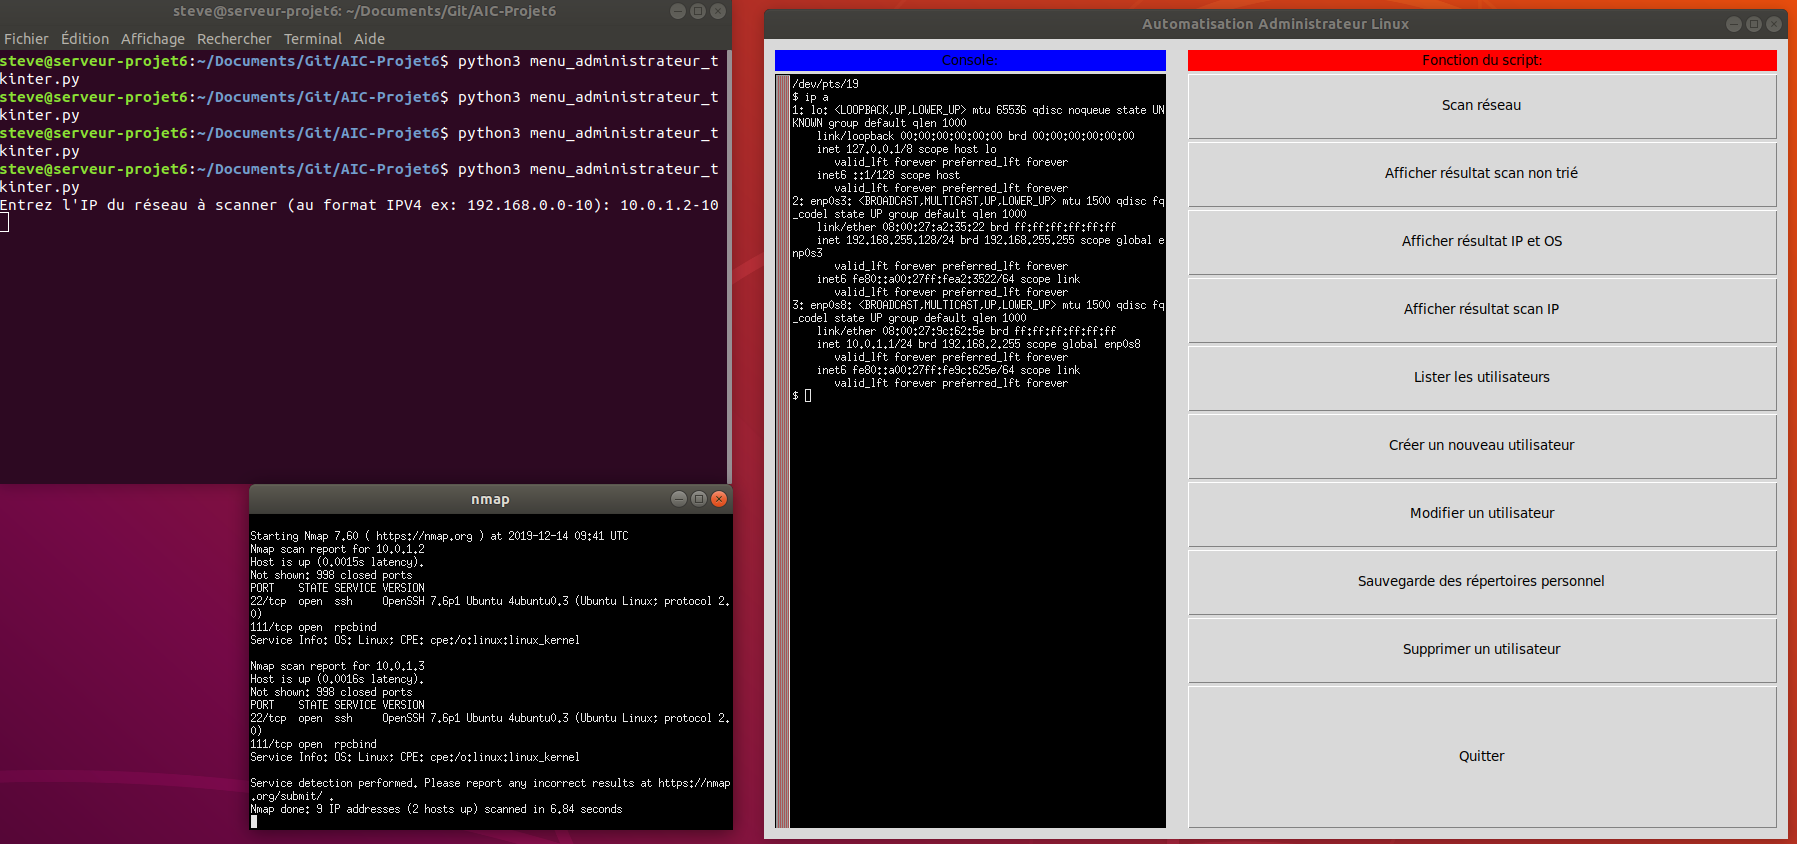 steve@serveur-projet6: ~/Documents/Git/AIC-Projet6
Fichier Édition Affichage Rechercher Terminal Aide
steve@serveur-projet6:~/Documents/Git/AIC-Projet6$ python3 menu_administrateur_t
kinter.py
steve@serveur-projet6:~/Documents/Git/AIC-Projet6$ python3 menu_administrateur_t
kinter.py
steve@serveur-projet6:~/Documents/Git/AIC-Projet6$ python3 menu_administrateur_t
kinter.py
steve@serveur-projet6:~/Documents/Git/AIC-Projet6$ python3 menu_administrateur_t
kinter.py
Entrez l'IP du réseau à scanner (au format IPV4 ex: 192.168.0.0-10): 10.0.1.2-10
nmap
Starting Nmap 7.60 ( https://nmap.org ) at 2019-12-14 09:41 UTC
Nmap scan report for 10.0.1.2
Host is up (0.0015s latency).
Not shown: 998 closed ports
PORT    STATE SERVICE VERSION
22/tcp  open  ssh     OpenSSH 7.6p1 Ubuntu 4ubuntu0.3 (Ubuntu Linux; protocol 2.
0)
111/tcp open  rpcbind
Service Info: OS: Linux; CPE: cpe:/o:linux:linux_kernel
Nmap scan report for 10.0.1.3
Host is up (0.0016s latency).
Not shown: 998 closed ports
PORT    STATE SERVICE VERSION
22/tcp  open  ssh     OpenSSH 7.6p1 Ubuntu 4ubuntu0.3 (Ubuntu Linux; protocol 2.
0)
111/tcp open  rpcbind
Service Info: OS: Linux; CPE: cpe:/o:linux:linux_kernel
Service detection performed. Please report any incorrect results at https://nmap
.org/submit/ .
Nmap done: 9 IP addresses (2 hosts up) scanned in 6.84 seconds
Automatisation Administrateur Linux
Console:
/dev/pts/19
$ ip a
1: lo: <LOOPBACK,UP,LOWER_UP> mtu 65536 qdisc noqueue state UN
KNOWN group default qlen 1000
    link/loopback 00:00:00:00:00:00 brd 00:00:00:00:00:00
    inet 127.0.0.1/8 scope host lo
       valid_lft forever preferred_lft forever
    inet6 ::1/128 scope host
       valid_lft forever preferred_lft forever
2: enp0s3: <BROADCAST,MULTICAST,UP,LOWER_UP> mtu 1500 qdisc fq
_codel state UP group default qlen 1000
    link/ether 08:00:27:a2:35:22 brd ff:ff:ff:ff:ff:ff
    inet 192.168.255.128/24 brd 192.168.255.255 scope global e
np0s3
       valid_lft forever preferred_lft forever
    inet6 fe80::a00:27ff:fea2:3522/64 scope link
       valid_lft forever preferred_lft forever
3: enp0s8: <BROADCAST,MULTICAST,UP,LOWER_UP> mtu 1500 qdisc fq
_codel state UP group default qlen 1000
    link/ether 08:00:27:9c:62:5e brd ff:ff:ff:ff:ff:ff
    inet 10.0.1.1/24 brd 192.168.2.255 scope global enp0s8
       valid_lft forever preferred_lft forever
    inet6 fe80::a00:27ff:fe9c:625e/64 scope link
       valid_lft forever preferred_lft forever
$
Fonction du script:
Scan réseau
Afficher résultat scan non trié
Afficher résultat IP et OS
Afficher résultat scan IP
Lister les utilisateurs
Créer un nouveau utilisateur
Modifier un utilisateur
Sauvegarde des répertoires personnel
Supprimer un utilisateur
Quitter